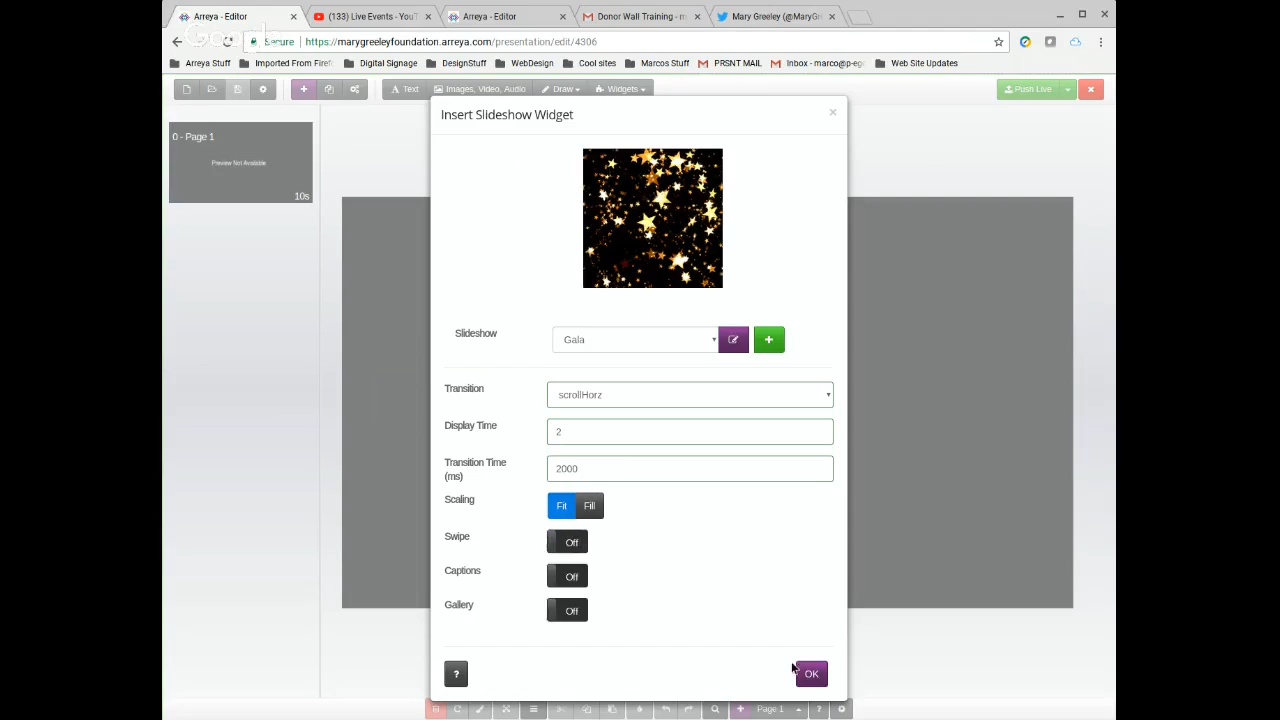 Arreya - Editor
(133) Live Events - YouT
Arreya - Editor
Donor Wall Training - m
Mary Greeley (@MaryGr
Google
Secure
https://marygreeleyfoundation.arreya.com/presentation/edit/4306
Arreya Stuff
Imported From Firef
Digital Signage
DesignStuff
WebDesign
Cool sites
Marcos Stuff
PRSNT MAIL
Inbox - marco@p-eg
Web Site Updates
Text
Images, Video, Audio
Draw
Widgets
Push Live
Insert Slideshow Widget
0 - Page 1
Preview Not Available
10s
Slideshow
Gala
Transition
scrollHorz
Display Time
2
Transition Time
(ms)
2000
Scaling
Fit
Fill
Swipe
Off
Captions
Off
Gallery
Off
?
OK
Page 1
?